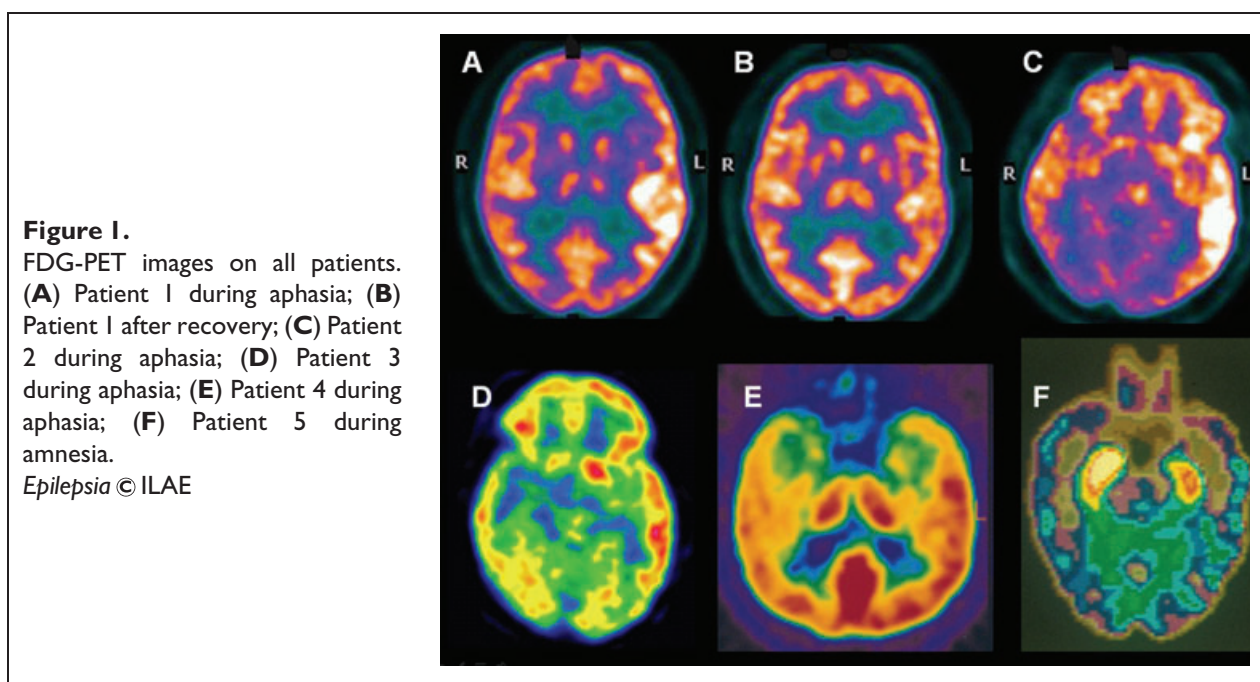 Figure 1.
FDG-PET images on all patients.
(A) Patient 1 during aphasia; (B)
Patient 1 after recovery; (C) Patient
2 during aphasia; (D) Patient 3
during aphasia; (E) Patient 4 during
aphasia; (F) Patient 5 during
amnesia.
Epilepsia © ILAE
A
B
C
R
L
R
L
R
L
D
E
F